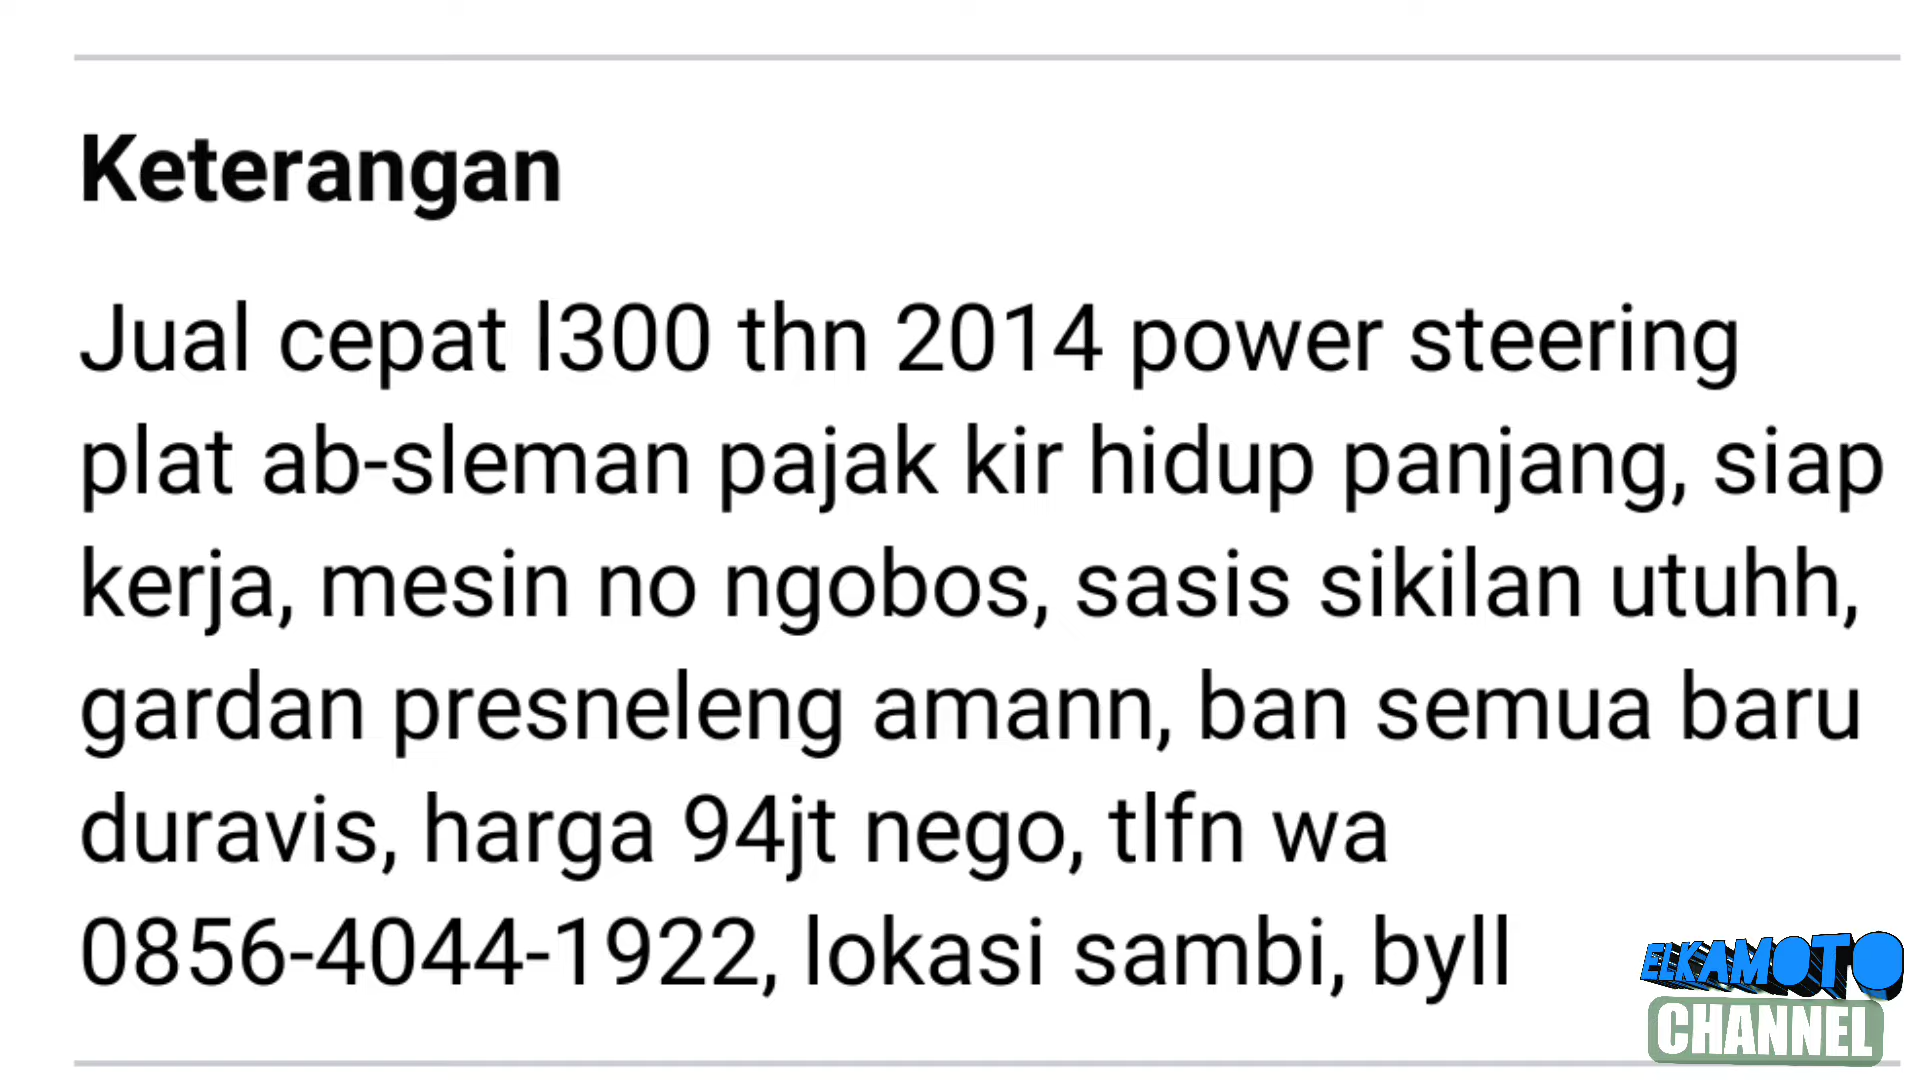 Keterangan
Jual cepat l300 thn 2014 power steering
plat ab-sleman pajak kir hidup panjang, siap
kerja, mesin no ngobos, sasis sikilan utuhh,
gardan presneleng amann, ban semua baru
duravis, harga 94jt nego, tlfn wa
0856-4044-1922, lokasi sambi, byll
ELKAMOTO
CHANNEL